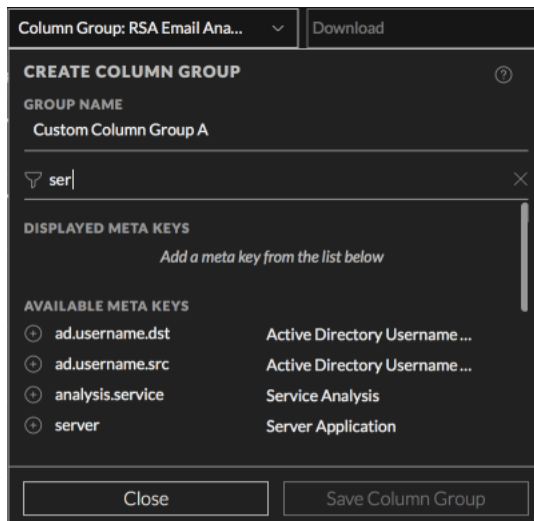 Column Group: RSA Email Ana... Download
CREATE COLUMN GROUP
GROUP NAME
Custom Column Group A
ser
DISPLAYED META KEYS
Add a meta key from the list below
AVAILABLE META KEYS
ad.username.dst Active Directory Username ...
ad.username.src Active Directory Username ...
analysis.service Service Analysis
server Server Application
Close Save Column Group